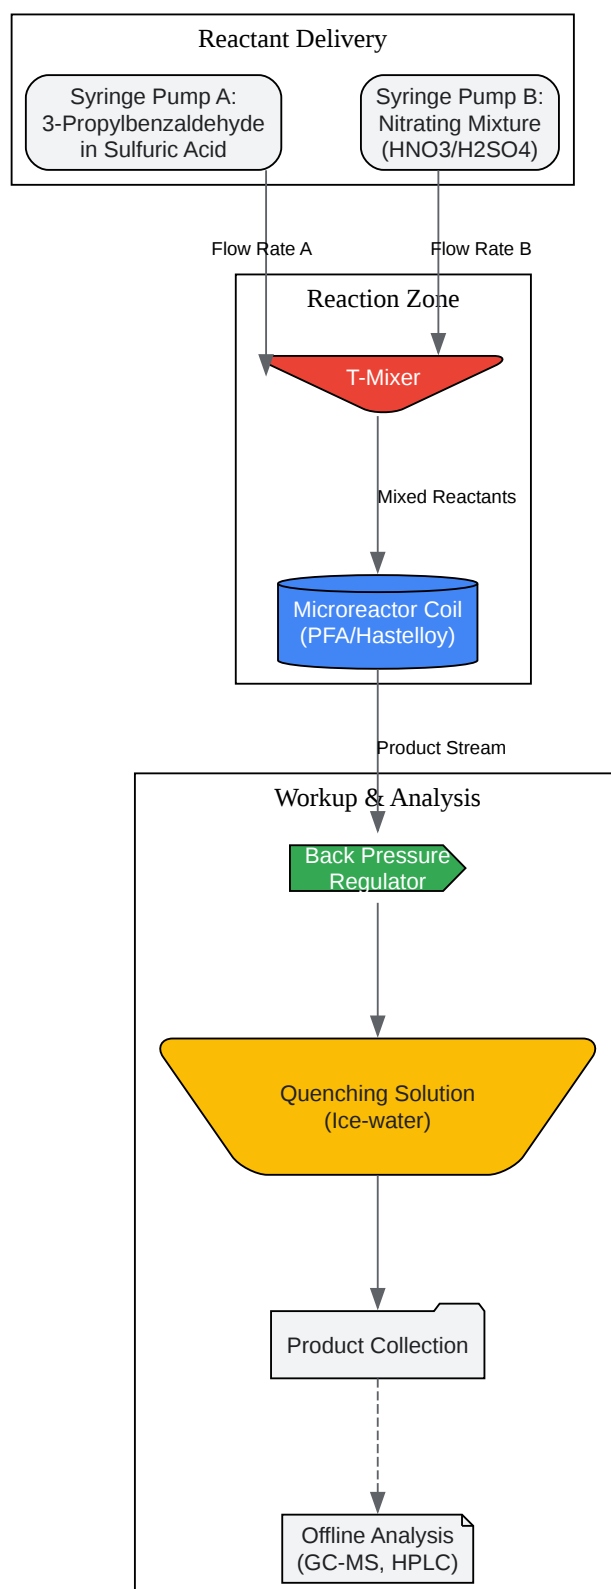 Reactant Delivery
Syringe Pump A:
3-Propylbenzaldehyde
in Sulfuric Acid
Syringe Pump B:
Nitrating Mixture
(HNO3/H2SO4)
Flow Rate A
Flow Rate B
Reaction Zone
T-Mixer
Mixed Reactants
Microreactor Coil
(PFA/Hastelloy)
Product Stream
Workup & Analysis
Back Pressure
Regulator
Quenching Solution
(Ice-water)
Product Collection
Offline Analysis
(GC-MS, HPLC)